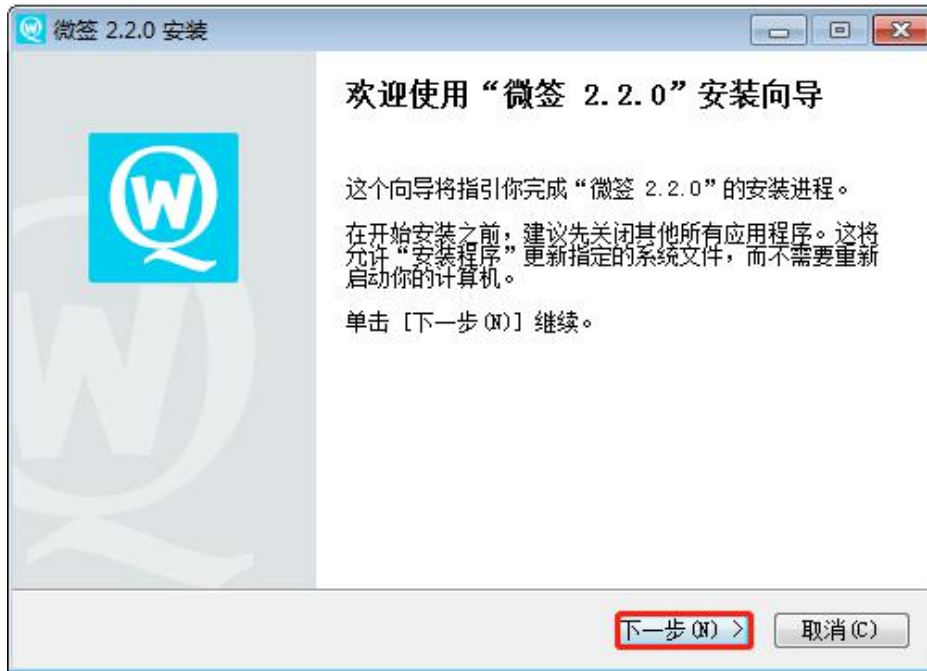 微签 2.2.0 安装
欢迎使用“微签 2.2.0”安装向导
WQ
这个向导将指引你完成“微签 2.2.0”的安装进程。
在开始安装之前，建议先关闭其他所有应用程序。这将
允许“安装程序”更新指定的系统文件，而不需要重新
启动你的计算机。
单击 [下一步(N)] 继续。
下一步(N) >
取消(C)